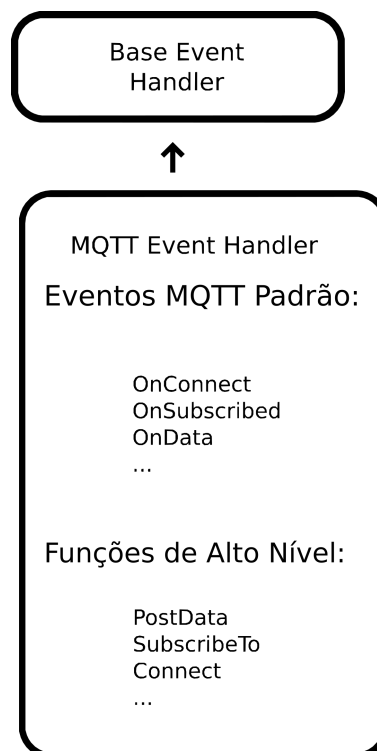 Base Event
Handler
↑
MQTT Event Handler
Eventos MQTT Padrão:
OnConnect
OnSubscribed
OnData
...
Funções de Alto Nível:
PostData
SubscribeTo
Connect
...